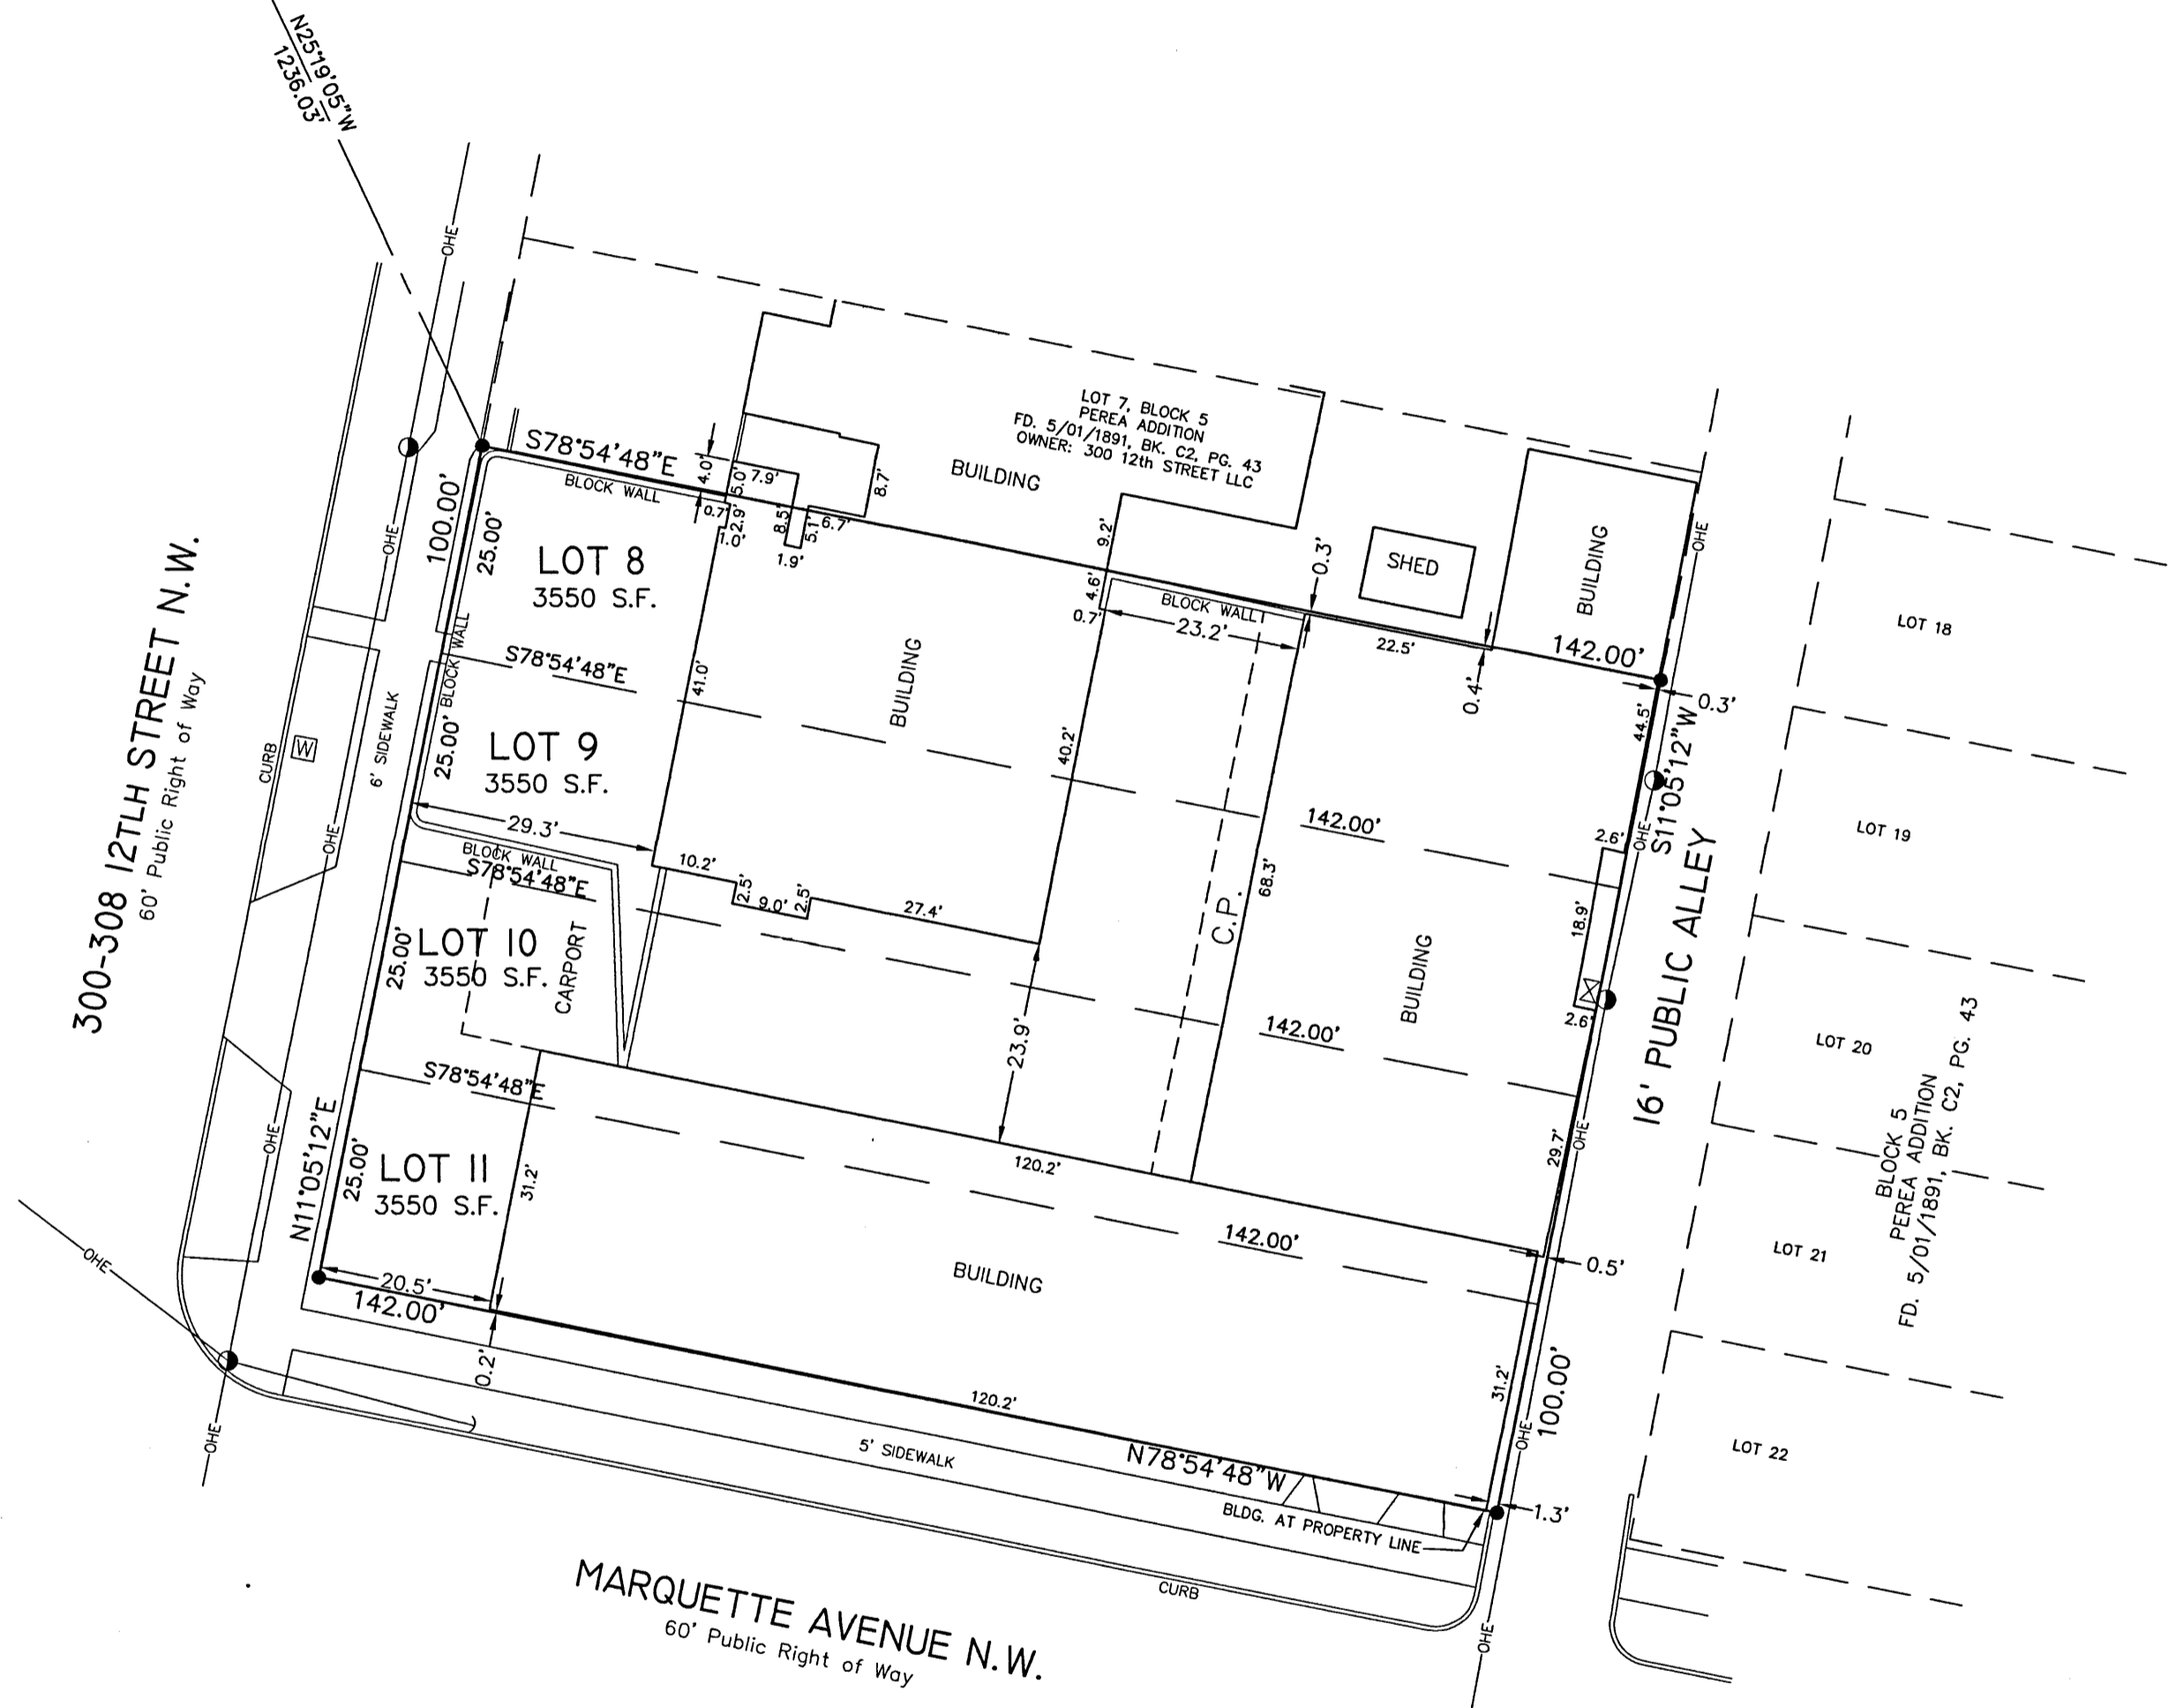 N25°19'05"W
1236.03'
OHE
OHE
OHE
OHE
OHE
OHE
S78°54'48"E
BLOCK WALL
100.00'
25.00'
LOT 8
3550 S.F.
4.0'
5.0'
7.9'
8.7'
0.7'
2.9'
1.0'
8.5'
5.1'
6.7'
1.9'
LOT 7, BLOCK 5
PEREA ADDITION
FD. 5/01/1891, BK. C2, PG. 43
OWNER: 300 12th STREET LLC
BUILDING
9.2'
4.6'
0.7'
BLOCK WALL
23.2'
0.3'
SHED
22.5'
0.4'
BUILDING
142.00'
OHE
0.3'
44.5'
S11°05'12"W
LOT 18
300-308 12TLH STREET N.W.
60' Public Right of Way
CURB
W
6' SIDEWALK
BLOCK WALL
S78°54'48"E
25.00'
LOT 9
3550 S.F.
41.0'
BUILDING
40.2'
29.3'
BLOCK WALL
S78°54'48"E
10.2'
2.5'
9.0'
2.5'
27.4'
C.P.
68.3'
142.00'
2.6'
OHE
18.9'
2.6'
BUILDING
16' PUBLIC ALLEY
LOT 19
25.00'
LOT 10
3550 S.F.
CARPORT
23.9'
142.00'
LOT 20
S78°54'48"E
N11°05'12"E
25.00'
LOT 11
3550 S.F.
31.2'
120.2'
142.00'
29.7'
OHE
0.5'
LOT 21
BLOCK 5
PEREA ADDITION
FD. 5/01/1891, BK. C2, PG. 43
20.5'
142.00'
0.2'
BUILDING
120.2'
31.2'
100.00'
OHE
LOT 22
5' SIDEWALK
N78°54'48"W
BLDG. AT PROPERTY LINE
1.3'
CURB
OHE
MARQUETTE AVENUE N.W.
60' Public Right of Way